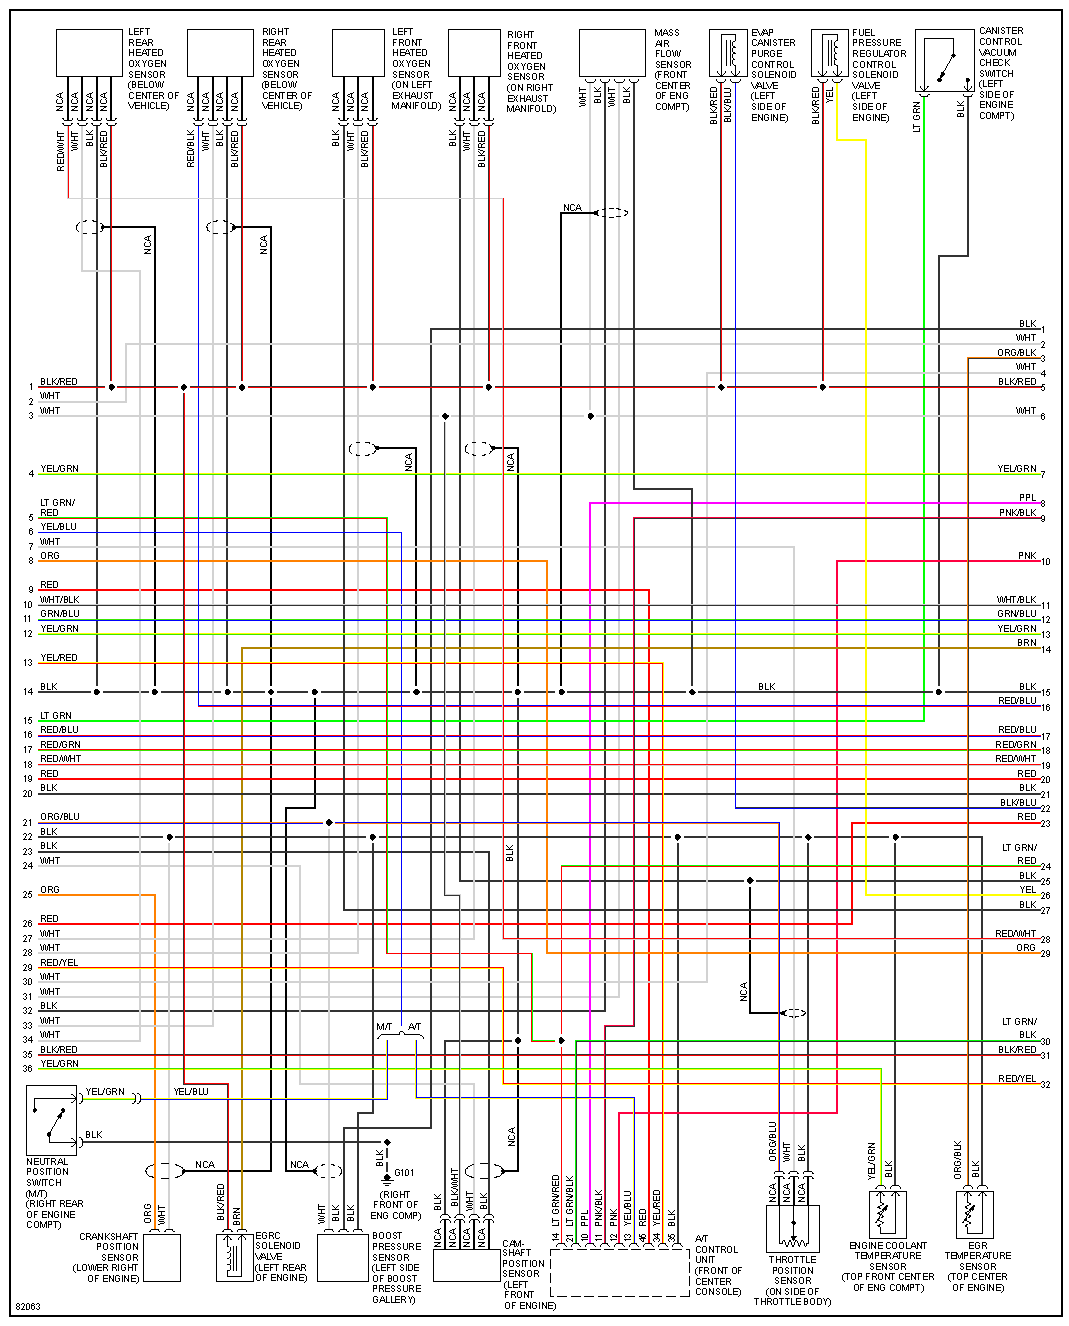 LEFT
REAR
HEATED
OXYGEN
SENSOR
(BELOW
CENTER OF
VEHICLE)
RIGHT
REAR
HEATED
OXYGEN
SENSOR
(BELOW
CENTER OF
VEHICLE)
LEFT
FRONT
HEATED
OXYGEN
SENSOR
(ON LEFT
EXHAUST
MANIFOLD)
RIGHT
FRONT
HEATED
OXYGEN
SENSOR
(ON RIGHT
EXHAUST
MANIFOLD)
MASS
AIR
FLOW
SENSOR
(FRONT
CENTER
OF ENG
COMPT)
EVAP
CANISTER
PURGE
CONTROL
SOLENOID
VALVE
(LEFT
SIDE OF
ENGINE)
FUEL
PRESSURE
REGULATOR
CONTROL
SOLENOID
VALVE
(LEFT
SIDE OF
ENGINE)
CANISTER
CONTROL
VACUUM
CHECK
SWITCH
(LEFT
SIDE OF
ENGINE
COMPT)
NCA NCA NCA NCA
NCA NCA NCA NCA
NCA NCA NCA
NCA NCA NCA
WHT BLK WHT BLK
BLK/RED BLK/BLU
BLK/RED YEL
LT GRN BLK
RED/WHT WHT BLK BLK/RED
RED/BLK WHT BLK BLK/RED
BLK WHT BLK/RED
BLK WHT BLK/RED
NCA
NCA
NCA
BLK 1
WHT 2
ORG/BLK 3
WHT 4
1 BLK/RED
BLK/RED 5
2 WHT
3 WHT
WHT 6
NCA
NCA
4 YEL/GRN
YEL/GRN 7
LT GRN/
5 RED
PPL 8
6 YEL/BLU
PNK/BLK 9
7 WHT
8 ORG
PNK 10
9 RED
10 WHT/BLK
WHT/BLK 11
11 GRN/BLU
GRN/BLU 12
12 YEL/GRN
YEL/GRN 13
BRN 14
13 YEL/RED
14 BLK
BLK
BLK 15
RED/BLU 16
15 LT GRN
16 RED/BLU
RED/BLU 17
17 RED/GRN
RED/GRN 18
18 RED/WHT
RED/WHT 19
19 RED
RED 20
20 BLK
BLK 21
BLK/BLU 22
21 ORG/BLU
RED 23
22 BLK
23 BLK
BLK
LT GRN/
RED 24
24 WHT
BLK 25
25 ORG
YEL 26
BLK 27
26 RED
27 WHT
RED/WHT 28
28 WHT
ORG 29
29 RED/YEL
30 WHT
31 WHT
NCA
32 BLK
33 WHT
M/T A/T
LT GRN/
BLK 30
34 WHT
35 BLK/RED
BLK/RED 31
36 YEL/GRN
RED/YEL 32
YEL/GRN
YEL/BLU
BLK
NEUTRAL
POSITION
SWITCH
(M/T)
(RIGHT REAR
OF ENGINE
COMPT)
NCA
NCA
BLK
G101
(RIGHT
FRONT OF
ENG COMP)
NCA
ORG WHT
BLK/RED BRN
WHT BLK BLK
BLK BLK/WHT WHT BLK
NCA NCA NCA NCA
LT GRN/RED LT GRN/BLK PPL PNK/BLK PNK YEL/BLU RED YEL/RED BLK
14 21 10 11 12 13 46 34 35
ORG/BLU WHT BLK
NCA NCA NCA
YEL/GRN BLK
ORG/BLK BLK
CRANKSHAFT
POSITION
SENSOR
(LOWER RIGHT
OF ENGINE)
EGRC
SOLENOID
VALVE
(LEFT REAR
OF ENGINE)
BOOST
PRESSURE
SENSOR
(LEFT SIDE
OF BOOST
PRESSURE
GALLERY)
CAM-
SHAFT
POSITION
SENSOR
(LEFT
FRONT
OF ENGINE)
A/T
CONTROL
UNIT
(FRONT OF
CENTER
CONSOLE)
THROTTLE
POSITION
SENSOR
(ON SIDE OF
THROTTLE BODY)
ENGINE COOLANT
TEMPERATURE
SENSOR
(TOP FRONT CENTER
OF ENG COMPT)
EGR
TEMPERATURE
SENSOR
(TOP CENTER
OF ENGINE)
82063